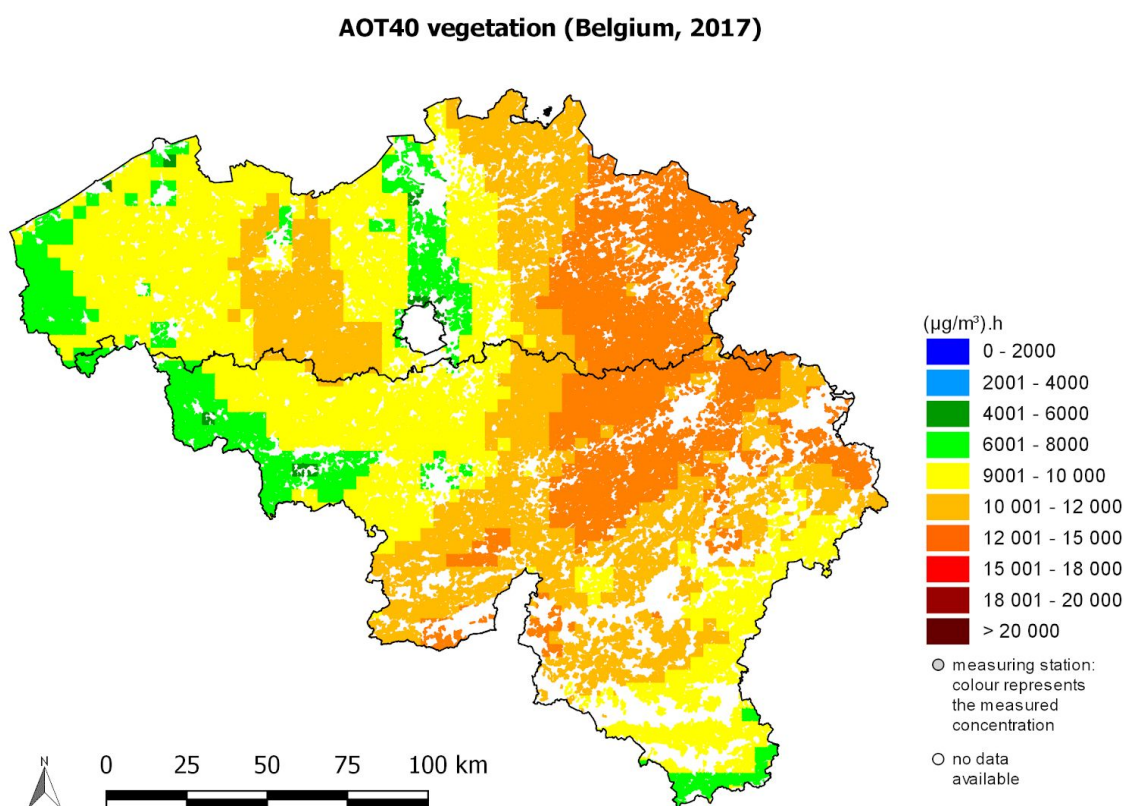 AOT40 vegetation (Belgium, 2017)
(µg/m³).h
0 - 2000
2001 - 4000
4001 - 6000
6001 - 8000
9001 - 10 000
10 001 - 12 000
12 001 - 15 000
15 001 - 18 000
18 001 - 20 000
> 20 000
measuring station:
colour represents
the measured
concentration
no data
available
N
0 25 50 75 100 km